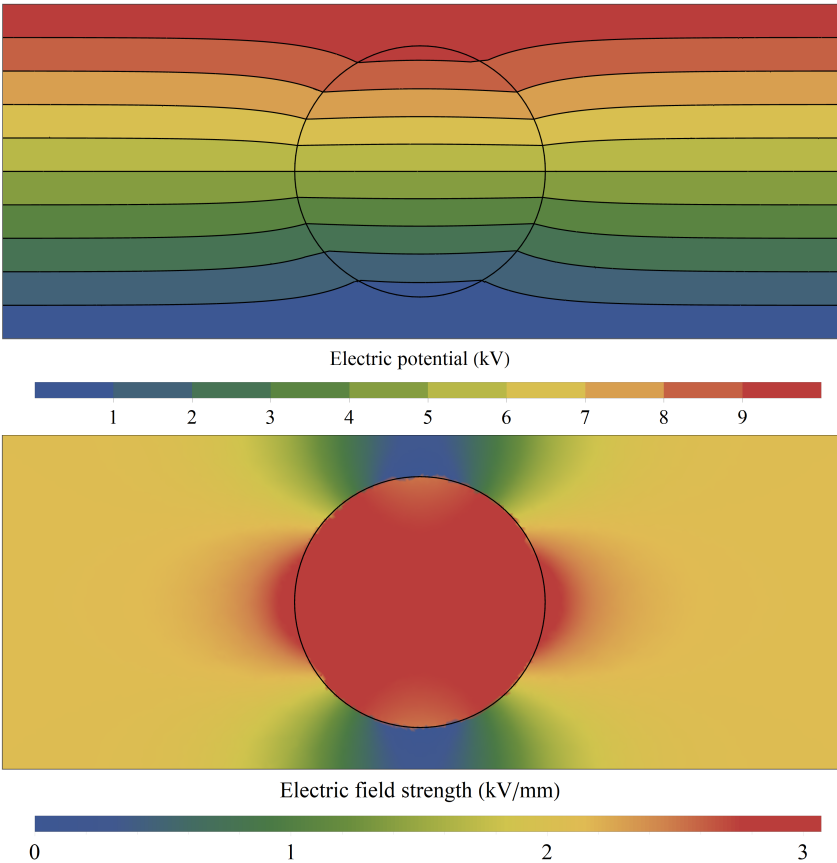 Electric potential (kV)
1 2 3 4 5 6 7 8 9
Electric field strength (kV/mm)
0 1 2 3